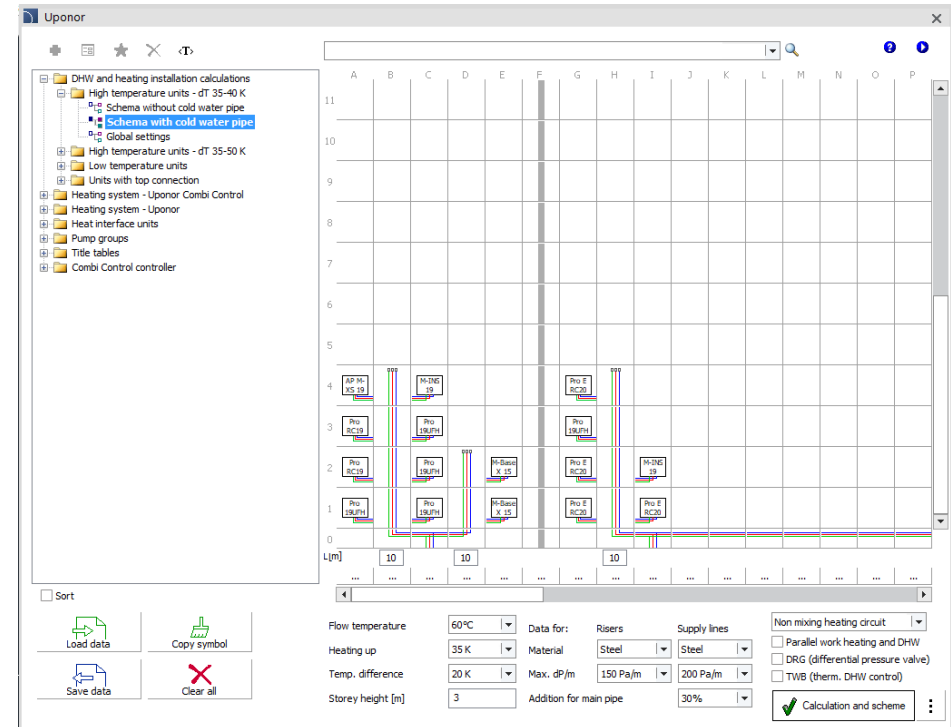 Uponor
<T>
DHW and heating installation calculations
High temperature units - dT 35-40 K
Schema without cold water pipe
Schema with cold water pipe
Global settings
High temperature units - dT 35-50 K
Low temperature units
Units with top connection
Heating system - Uponor Combi Control
Heating system - Uponor
Heat interface units
Pump groups
Title tables
Combi Control controller
Sort
Load data
Copy symbol
Save data
Clear all
A B C D E F G H I J K L M N O P
11
10
9
8
7
6
5
4
AP M-
XS 19
M-INS
19
Pro E
RC20
3
Pro
RC19
Pro
19UFH
Pro
19UFH
2
Pro
RC19
Pro
19UFH
M-Base
X 15
Pro E
RC20
M-INS
19
1
Pro
19UFH
Pro
19UFH
M-Base
X 15
Pro E
RC20
Pro E
RC20
0
L[m] 10 10 10
... ... ... ... ... ... ... ... ... ... ... ... ... ... ... ...
Flow temperature 60°C
Heating up 35 K
Temp. difference 20 K
Storey height [m] 3
Data for: Risers Supply lines
Material Steel Steel
Max. dP/m 150 Pa/m 200 Pa/m
Addition for main pipe 30%
Non mixing heating circuit
Parallel work heating and DHW
DRG (differential pressure valve)
TWB (therm. DHW control)
Calculation and scheme